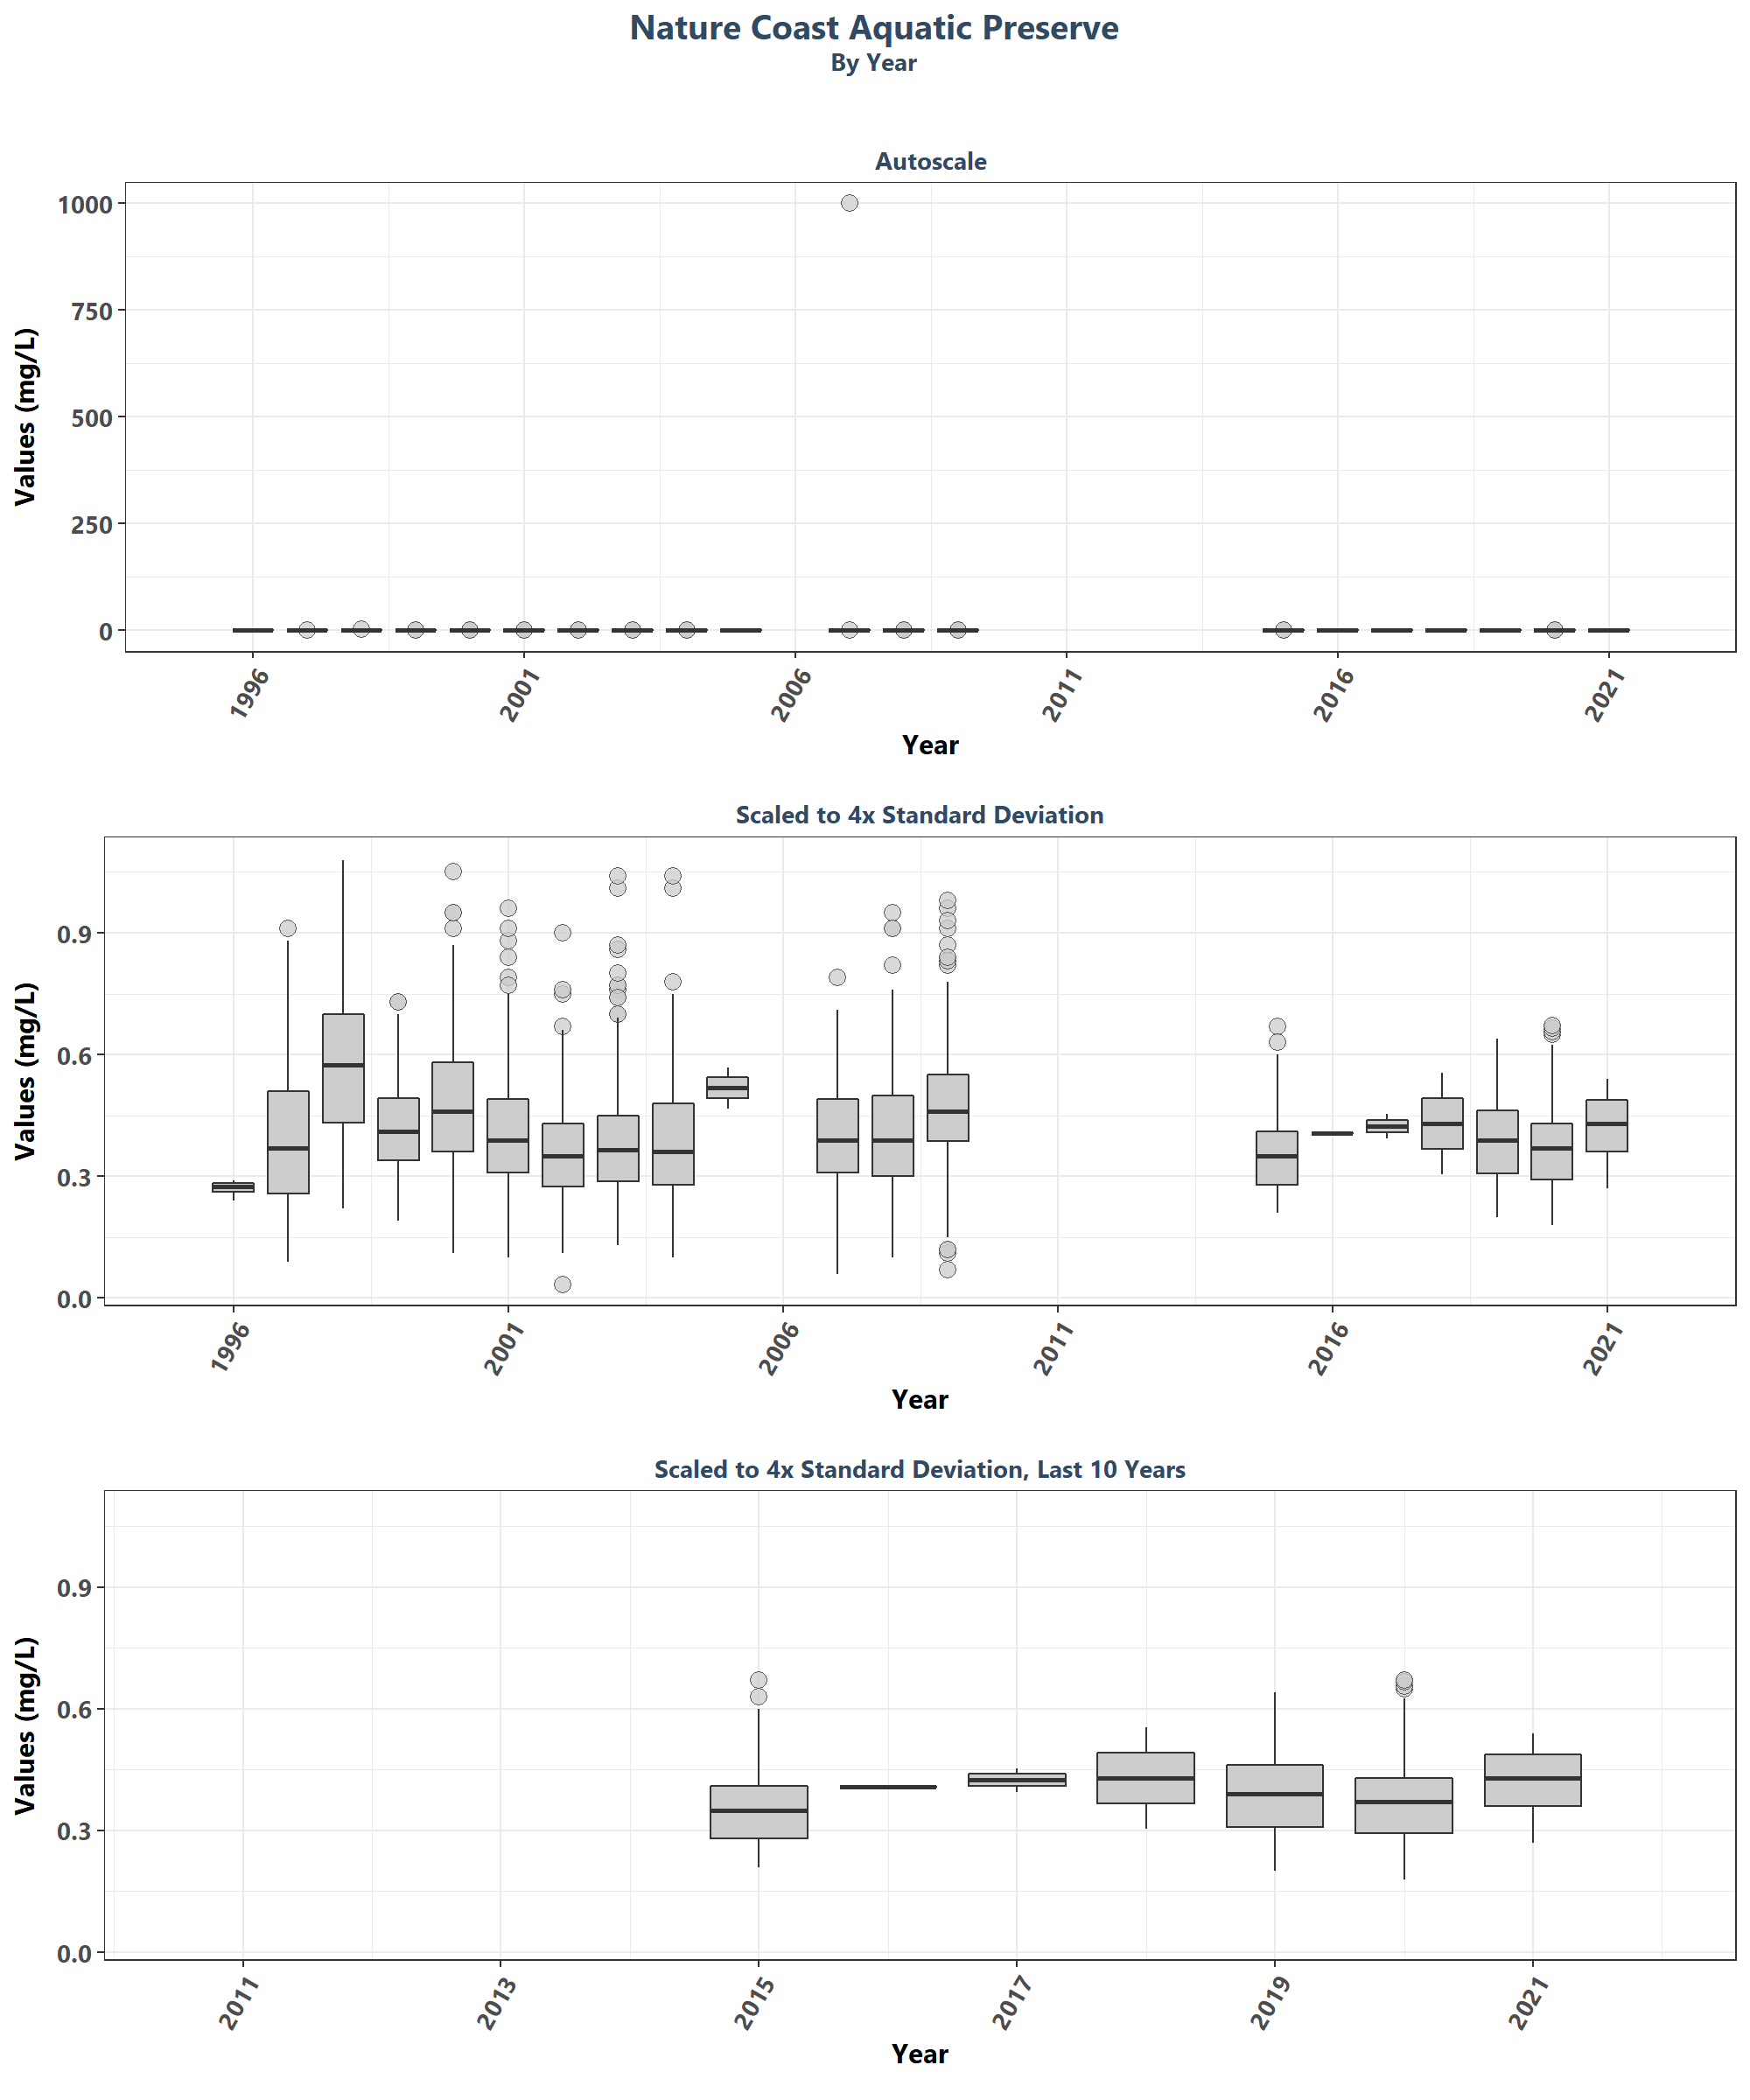 Nature Coast Aquatic Preserve
By Year
Autoscale
Values (mg/L)
1000
750
500
250
0
1996 2001 2006 2011 2016 2021
Year
Scaled to 4x Standard Deviation
Values (mg/L)
0.9
0.6
0.3
0.0
1996 2001 2006 2011 2016 2021
Year
Scaled to 4x Standard Deviation, Last 10 Years
Values (mg/L)
0.9
0.6
0.3
0.0
2011 2013 2015 2017 2019 2021
Year